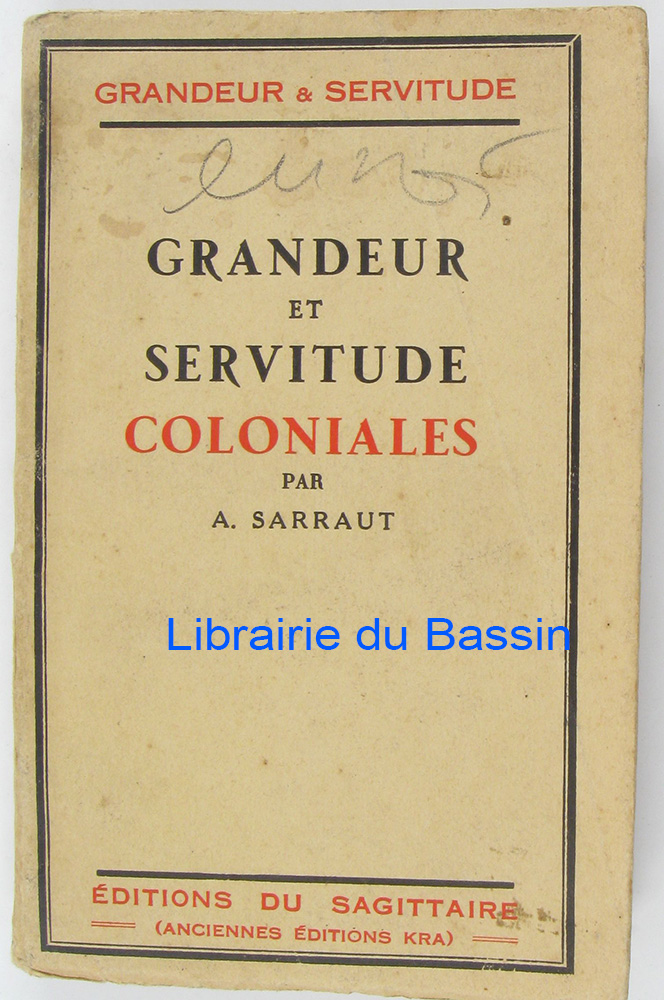 GRANDEUR & SERVITUDE
GRANDEUR
ET
SERVITUDE
COLONIALES
PAR
A. SARRAUT
Librairie du Bassin
ÉDITIONS DU SAGITTAIRE
(ANCIENNES ÉDITIONS KRA)